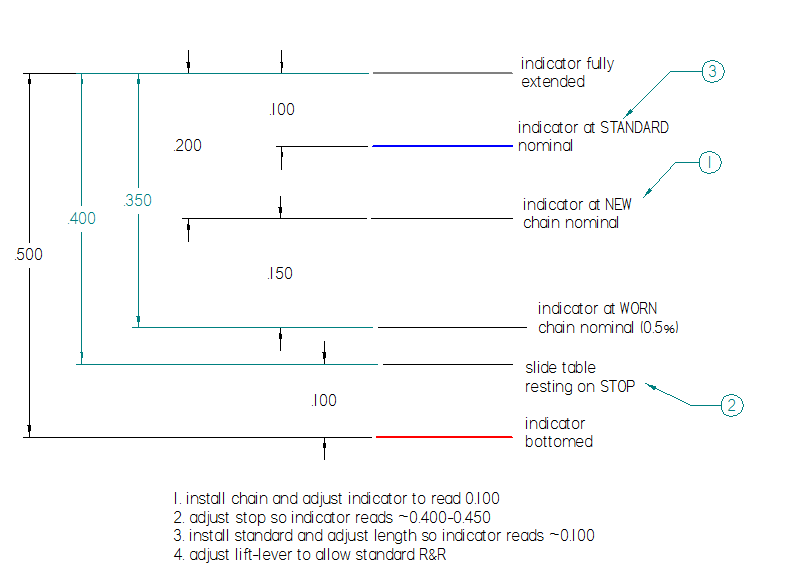 indicator fully
extended
3
.100
indicator at STANDARD
nominal
.200
1
.350
indicator at NEW
chain nominal
.400
.500
.150
indicator at WORN
chain nominal (0.5%)
slide table
resting on STOP
.100
2
indicator
bottomed
1. install chain and adjust indicator to read 0.100
2. adjust stop so indicator reads ~0.400-0.450
3. install standard and adjust length so indicator reads ~0.100
4. adjust lift-lever to allow standard R&R